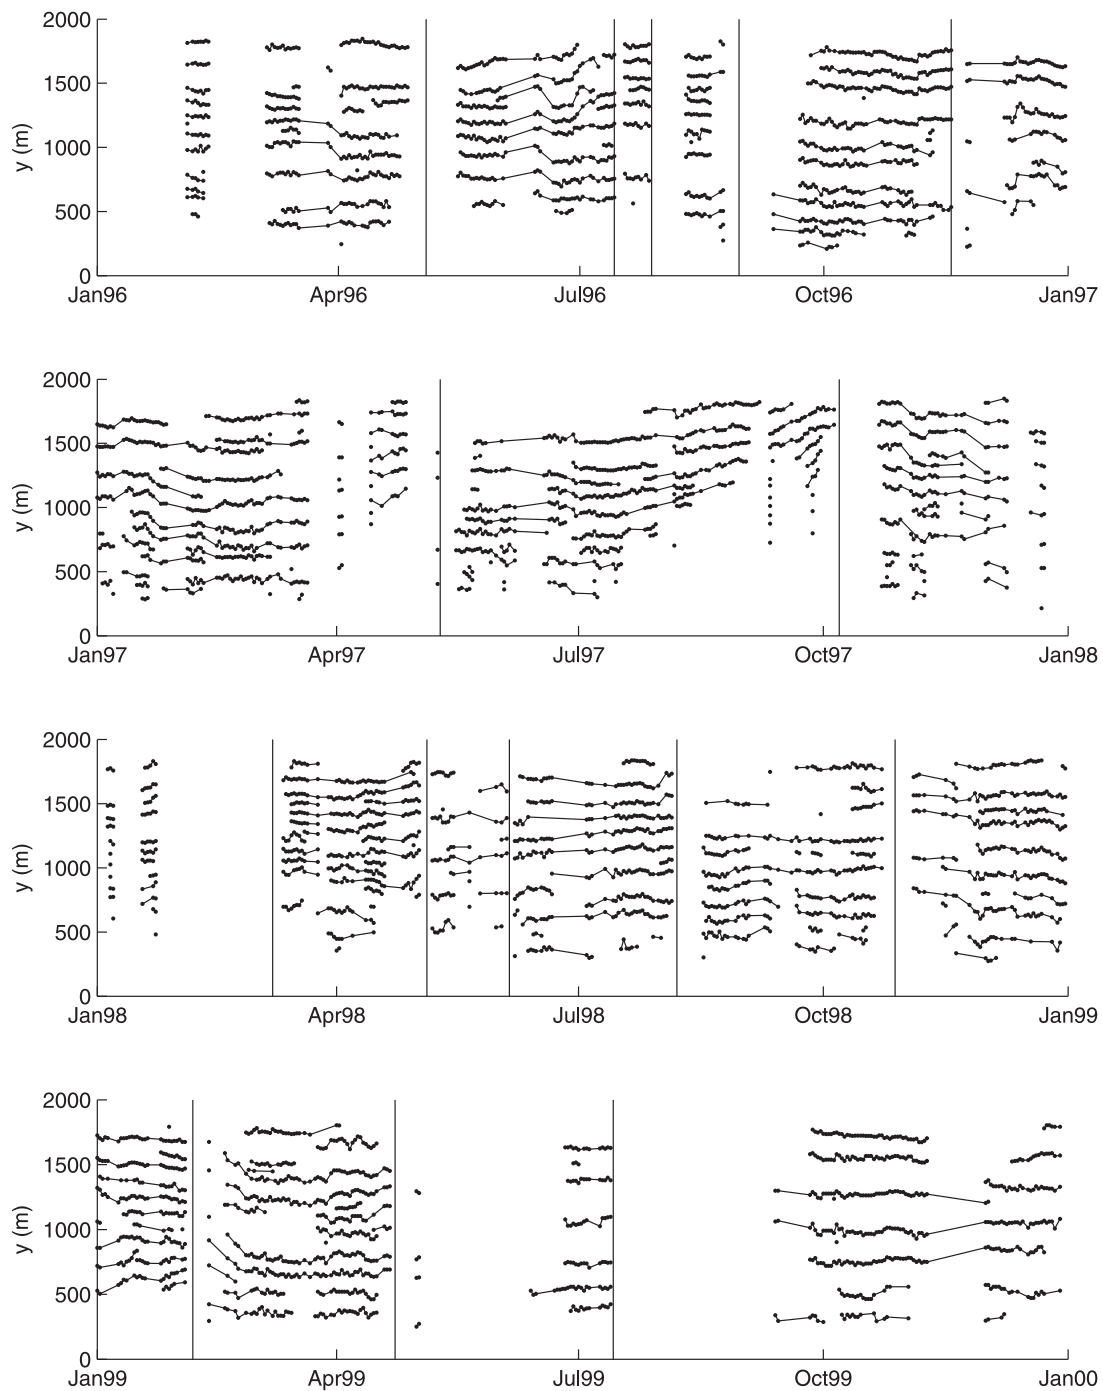 2000
1500
1000
500
0
y (m)
Jan96 Apr96 Jul96 Oct96 Jan97
2000
1500
1000
500
0
y (m)
Jan97 Apr97 Jul97 Oct97 Jan98
2000
1500
1000
500
0
y (m)
Jan98 Apr98 Jul98 Oct98 Jan99
2000
1500
1000
500
0
y (m)
Jan99 Apr99 Jul99 Oct99 Jan00